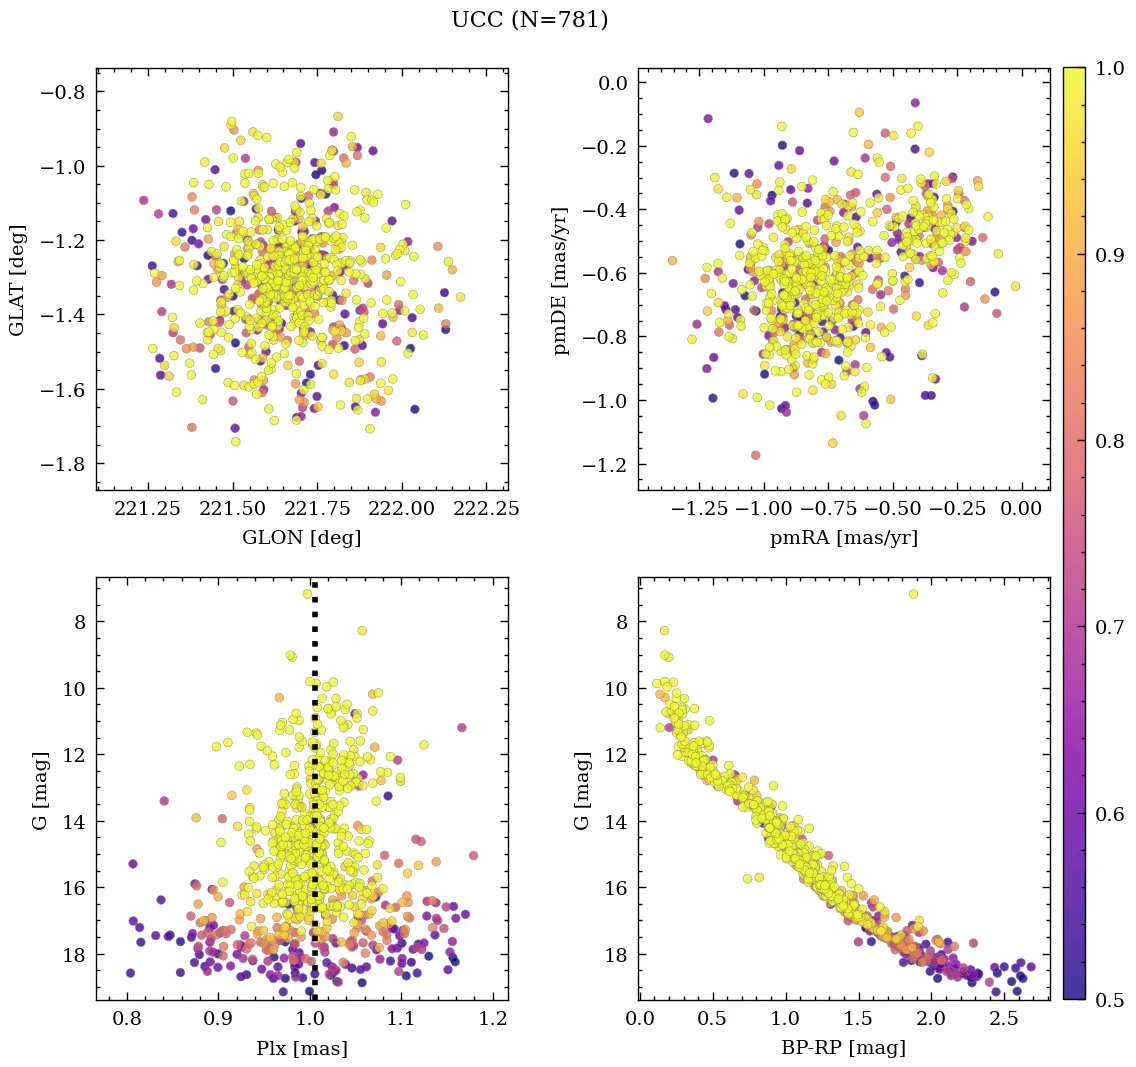 UCC (N=781)
−0.8
−1.0
−1.2
−1.4
−1.6
−1.8
GLAT [deg]
221.25 221.50 221.75 222.00 222.25
GLON [deg]
0.0
−0.2
−0.4
−0.6
−0.8
−1.0
−1.2
pmDE [mas/yr]
−1.25 −1.00 −0.75 −0.50 −0.25 0.00
pmRA [mas/yr]
8
10
12
14
16
18
G [mag]
0.8 0.9 1.0 1.1 1.2
Plx [mas]
8
10
12
14
16
18
G [mag]
0.0 0.5 1.0 1.5 2.0 2.5
BP-RP [mag]
1.0
0.9
0.8
0.7
0.6
0.5